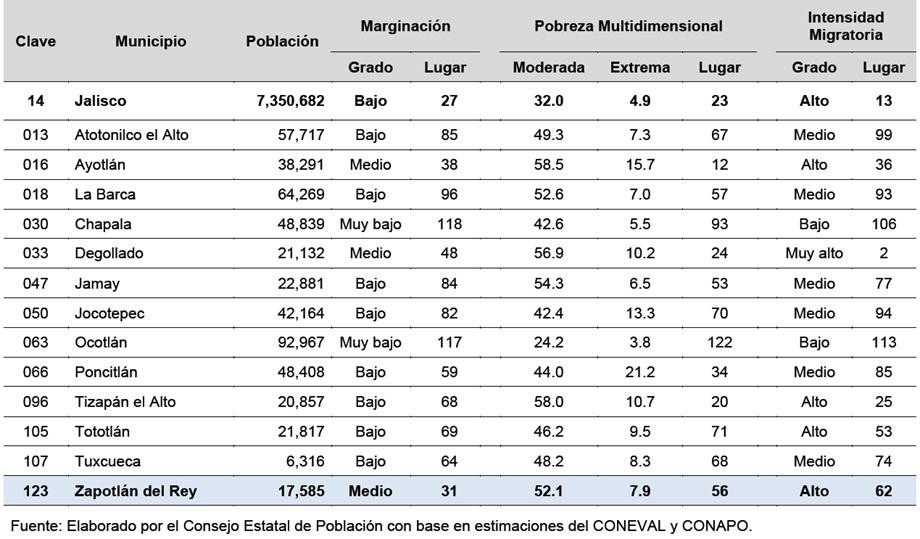 Clave Municipio Población Marginación Pobreza Multidimensional Intensidad Migratoria
Grado Lugar Moderada Extrema Lugar Grado Lugar
14 Jalisco 7,350,682 Bajo 27 32.0 4.9 23 Alto 13
013 Atotonilco el Alto 57,717 Bajo 85 49.3 7.3 67 Medio 99
016 Ayotlán 38,291 Medio 38 58.5 15.7 12 Alto 36
018 La Barca 64,269 Bajo 96 52.6 7.0 57 Medio 93
030 Chapala 48,839 Muy bajo 118 42.6 5.5 93 Bajo 106
033 Degollado 21,132 Medio 48 56.9 10.2 24 Muy alto 2
047 Jamay 22,881 Bajo 84 54.3 6.5 53 Medio 77
050 Jocotepec 42,164 Bajo 82 42.4 13.3 70 Medio 94
063 Ocotlán 92,967 Muy bajo 117 24.2 3.8 122 Bajo 113
066 Poncitlán 48,408 Bajo 59 44.0 21.2 34 Medio 85
096 Tizapán el Alto 20,857 Bajo 68 58.0 10.7 20 Alto 25
105 Tototlán 21,817 Bajo 69 46.2 9.5 71 Alto 53
107 Tuxcueca 6,316 Bajo 64 48.2 8.3 68 Medio 74
123 Zapotlán del Rey 17,585 Medio 31 52.1 7.9 56 Alto 62
Fuente: Elaborado por el Consejo Estatal de Población con base en estimaciones del CONEVAL y CONAPO.